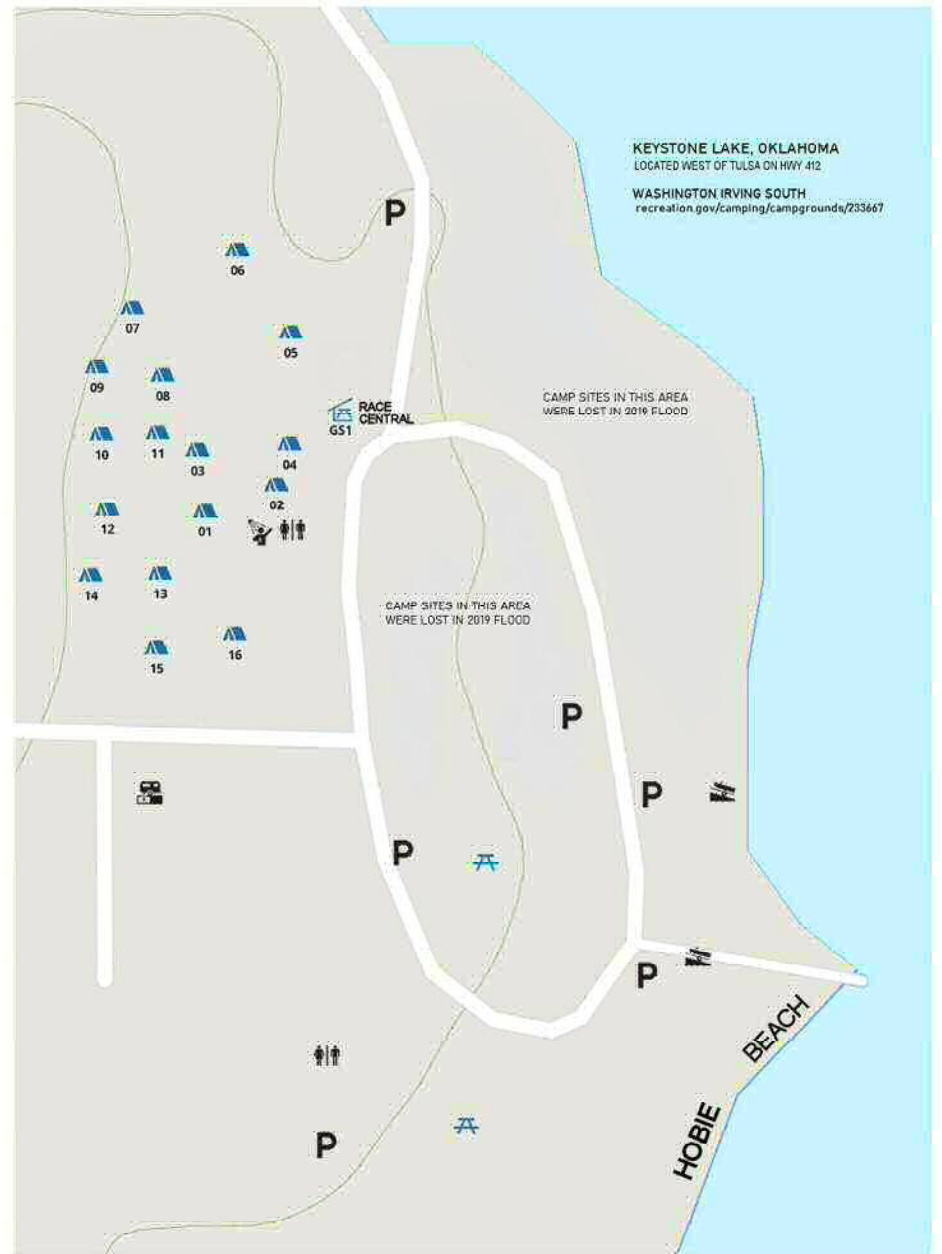 KEYSTONE LAKE, OKLAHOMA
LOCATED WEST OF TULSA ON HWY 412
WASHINGTON IRVING SOUTH
recreation.gov/camping/campgrounds/233667
P
06
07
05
09
08
CAMP SITES IN THIS AREA
WERE LOST IN 2019 FLOOD
RACE
CENTRAL
GS1
10
11
03
04
02
12
01
14
13
CAMP SITES IN THIS AREA
WERE LOST IN 2019 FLOOD
15
16
P
P
P
P
HOBIE BEACH
P